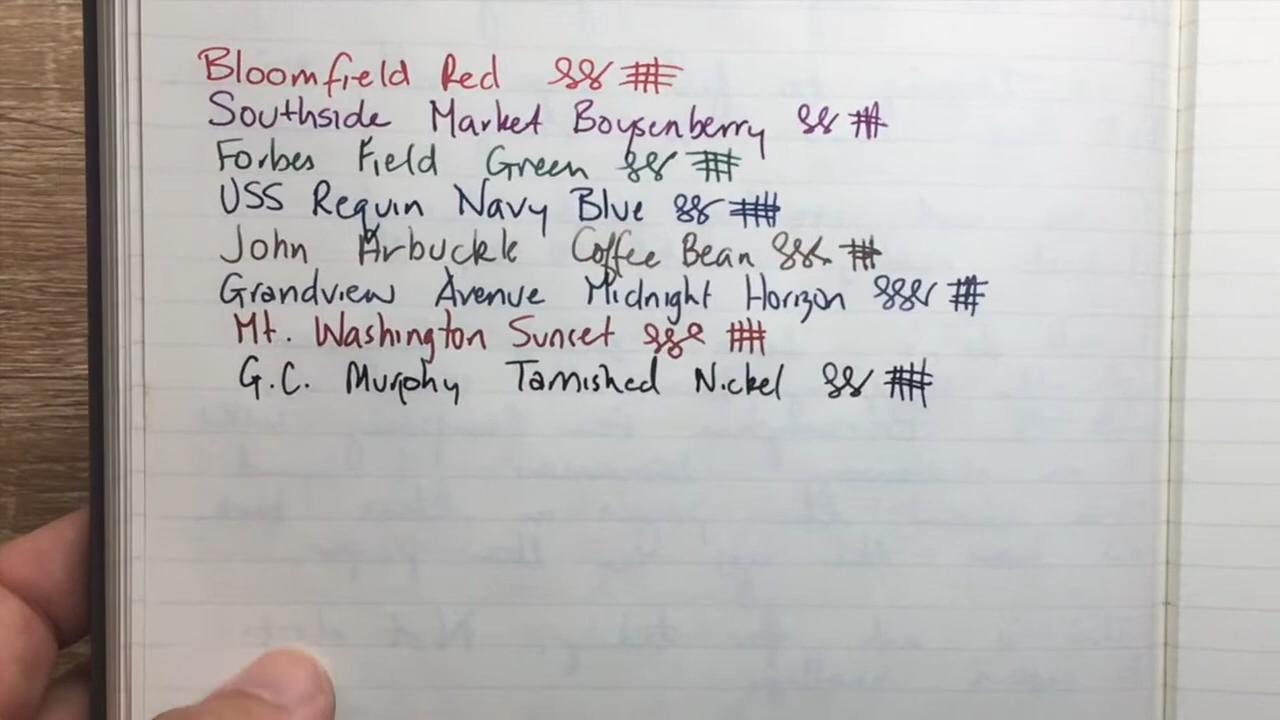 Bloomfield Red
Southside Market Boysenberry
Forbes Field Green
USS Requin Navy Blue
John Arbuckle Coffee Bean
Grandview Avenue Midnight Horizon
Mt. Washington Sunset
G.C. Murphy Tarnished Nickel